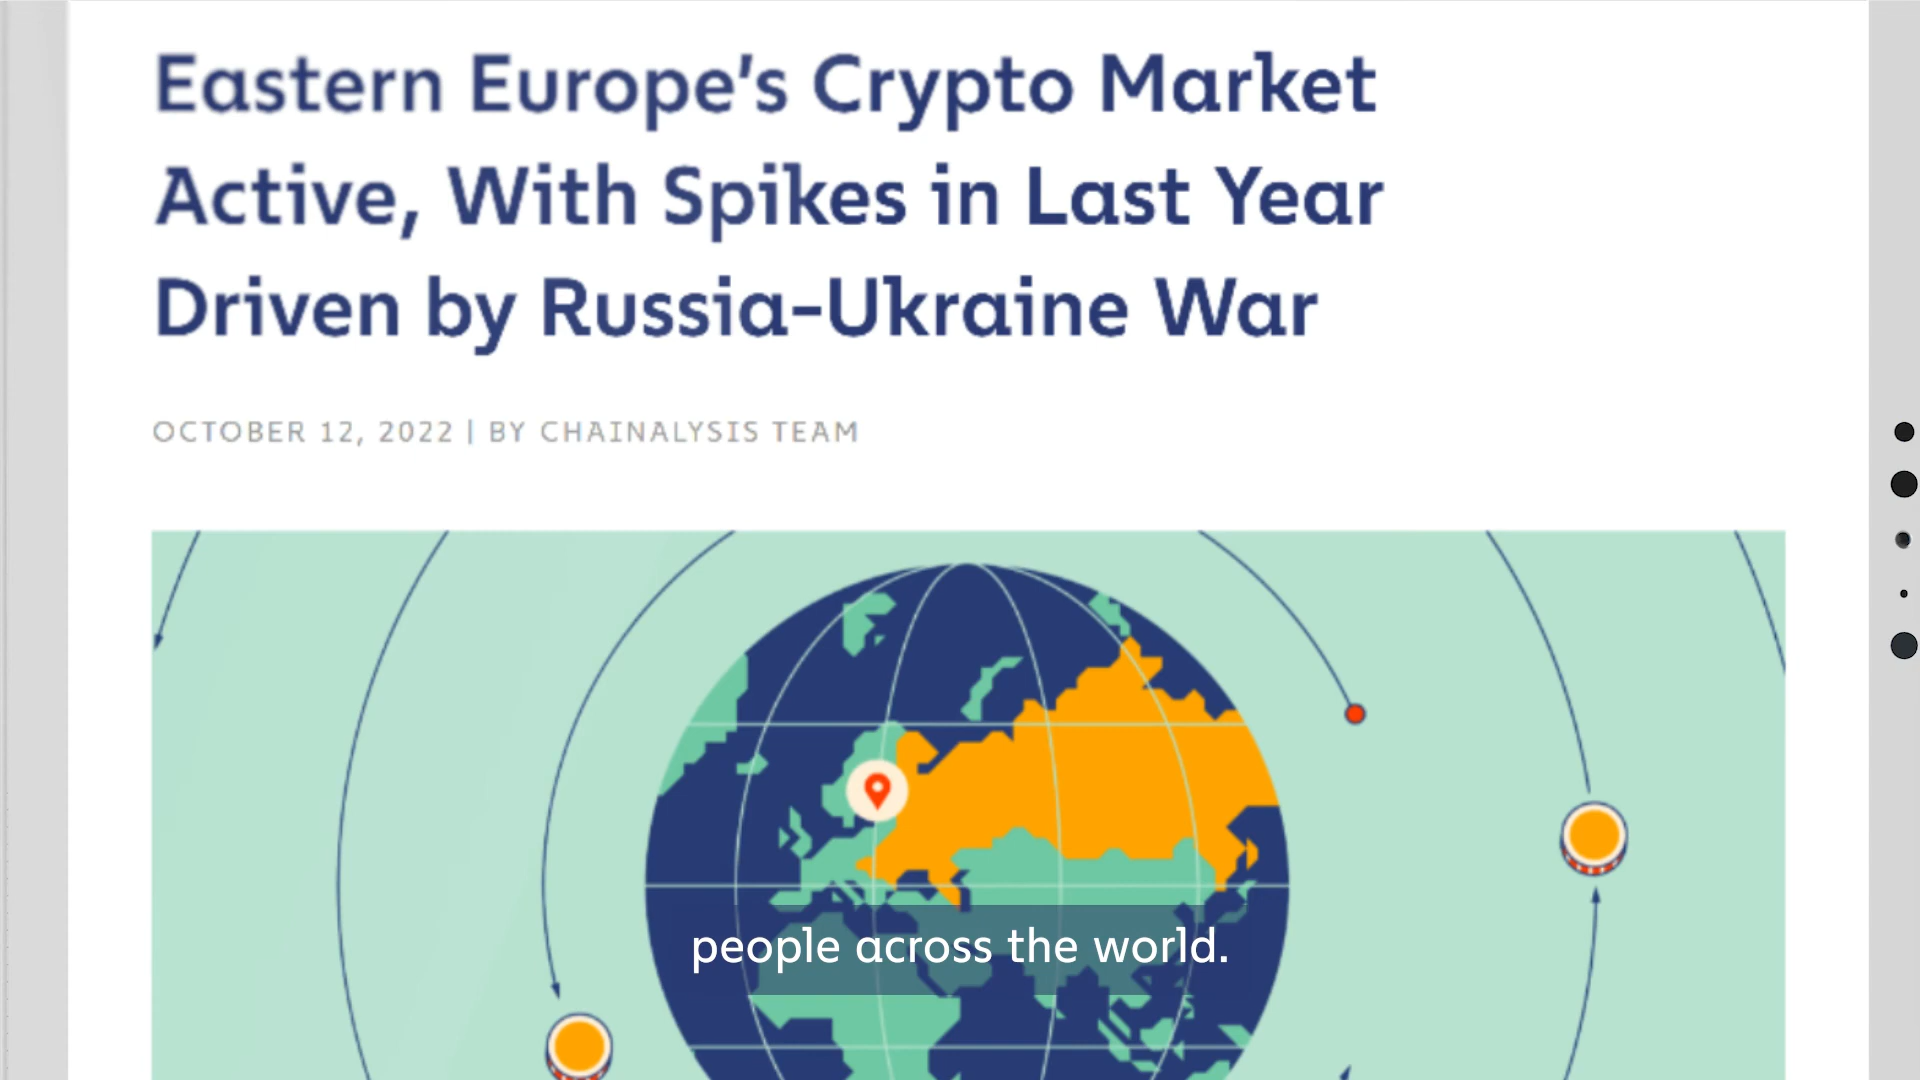 Eastern Europe's Crypto Market
Active, With Spikes in Last Year
Driven by Russia-Ukraine War
OCTOBER 12, 2022 | BY CHAINALYSIS TEAM
people across the world.